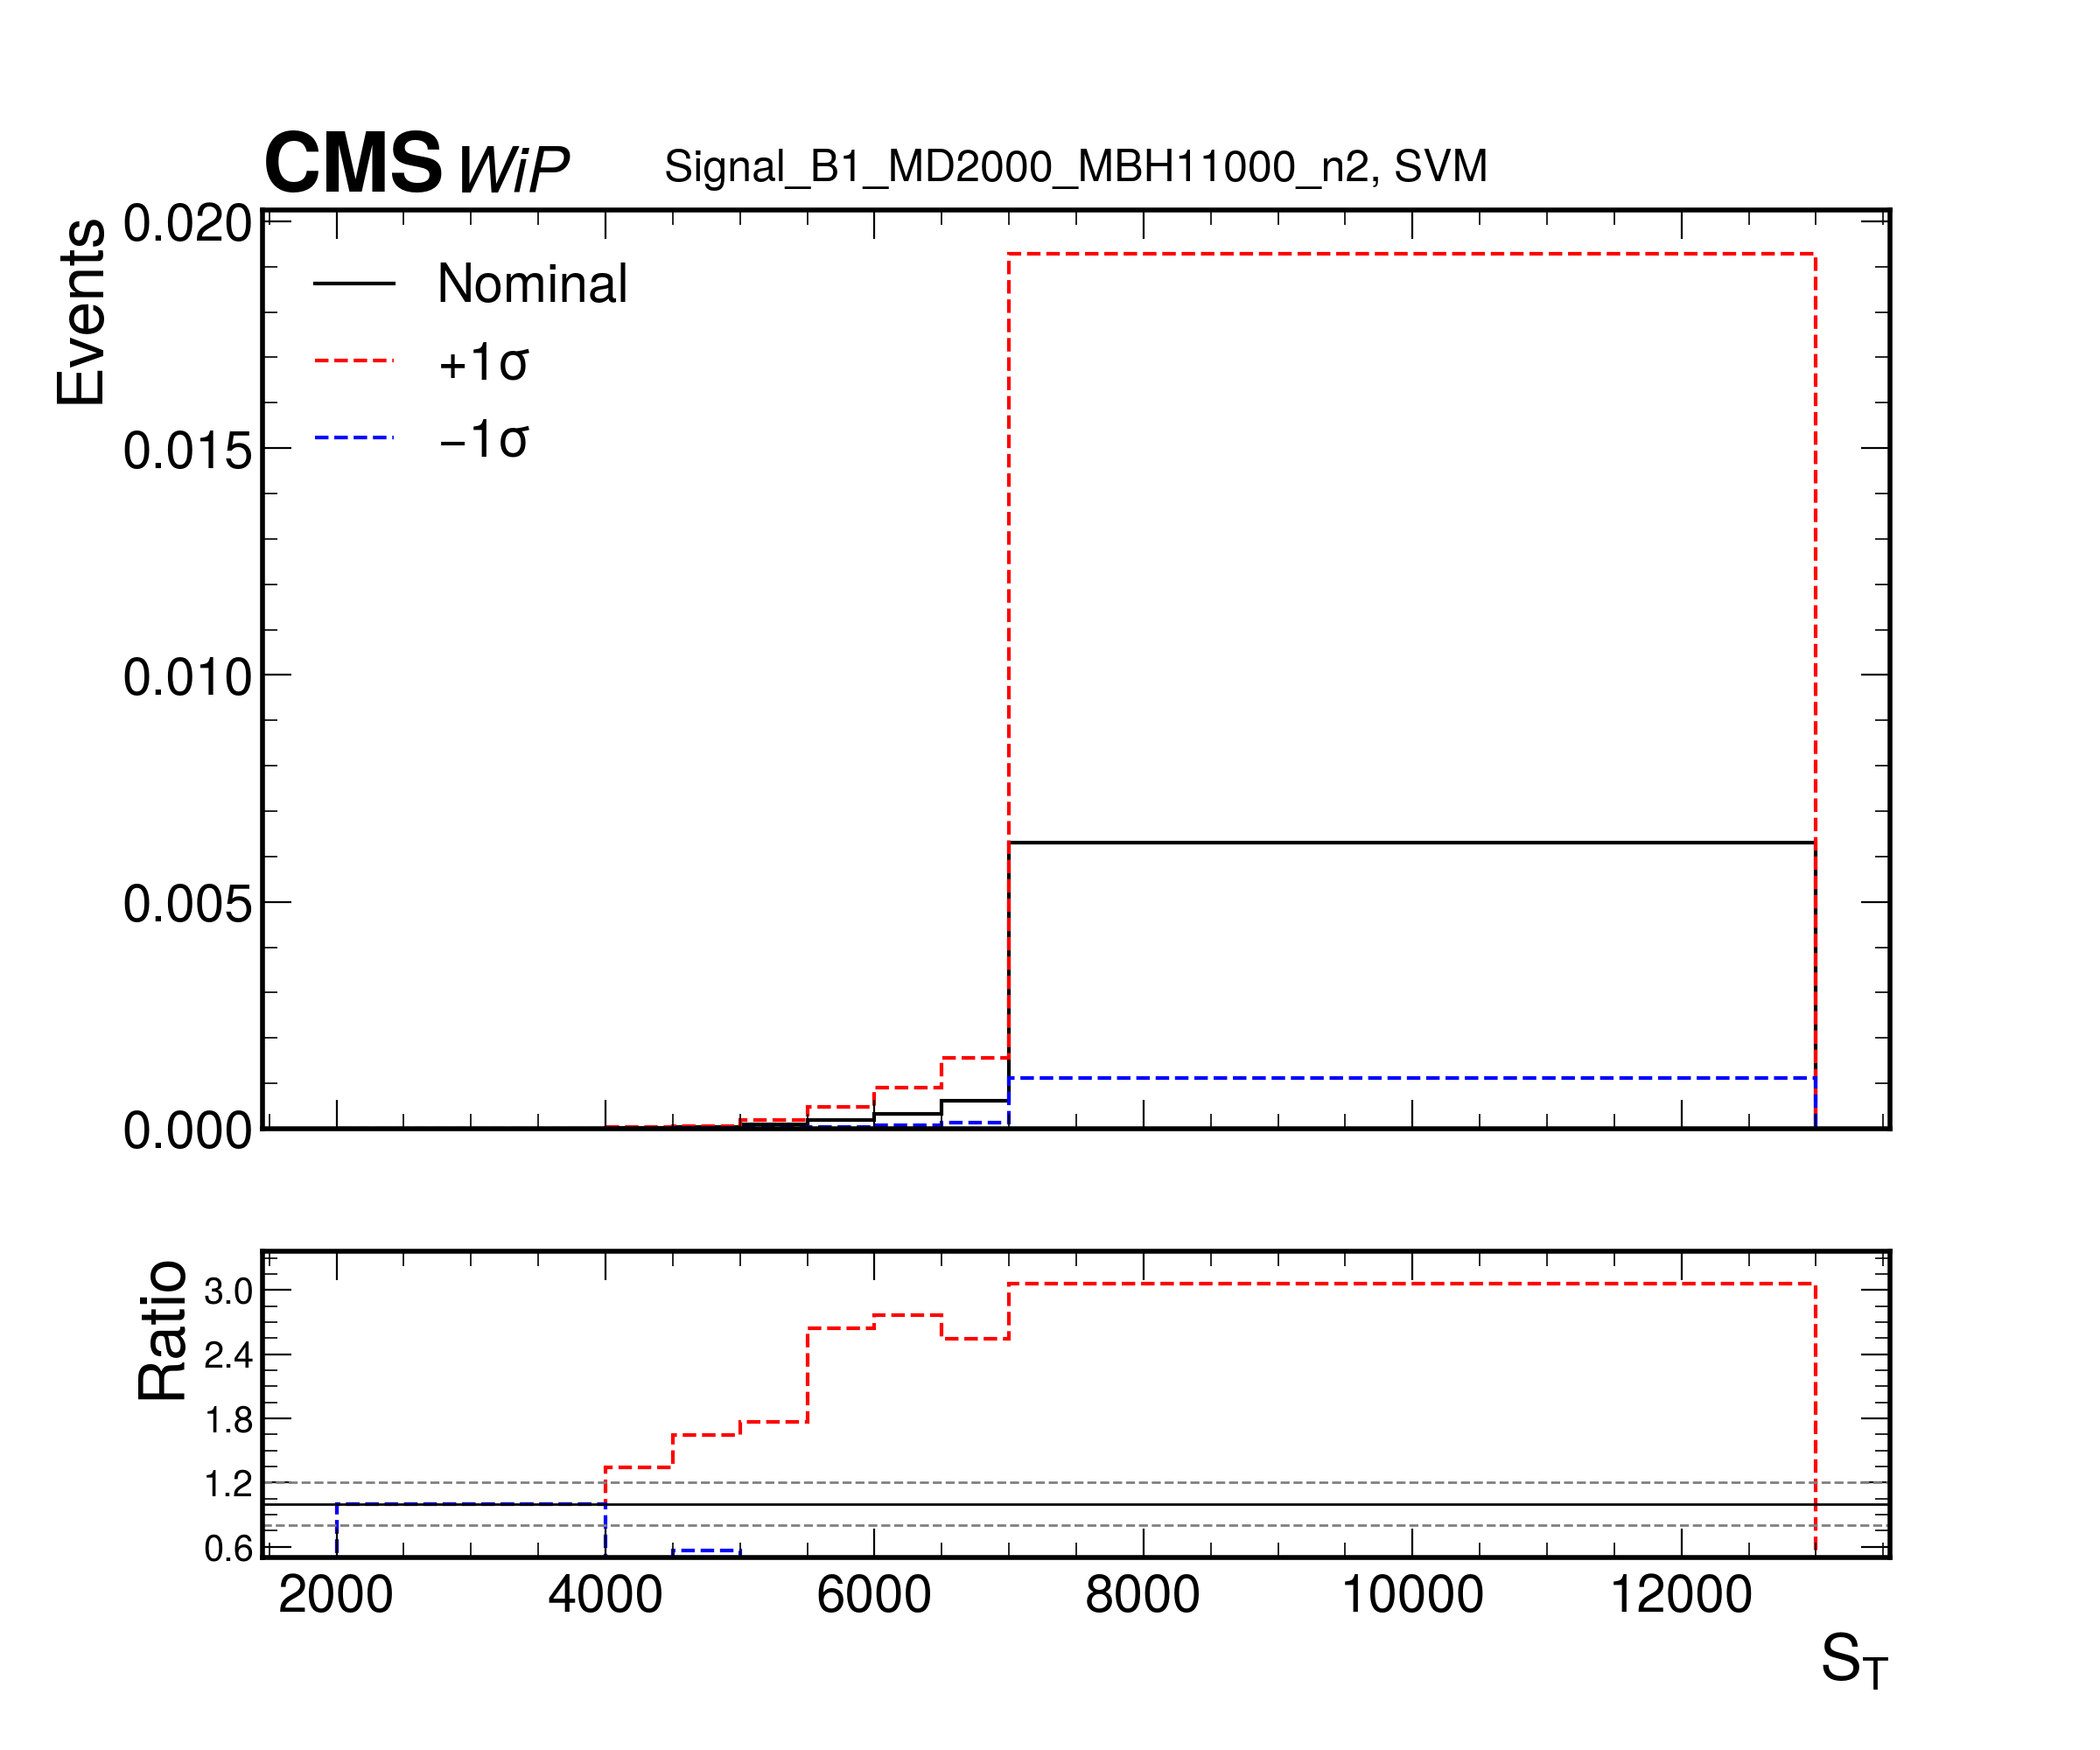 CMS WiP Signal_B1_MD2000_MBH11000_n2, SVM
Events
0.020
0.015
0.010
0.005
0.000
Nominal
+1σ
−1σ
Ratio
3.0
2.4
1.8
1.2
0.6
2000 4000 6000 8000 10000 12000
S_T